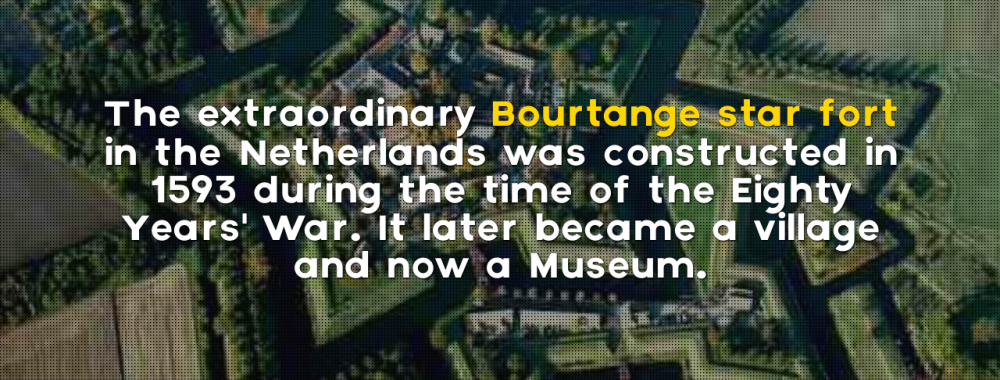 The extraordinary Bourtange star fort
in the Netherlands was constructed in
1593 during the time of the Eighty
Years' War. It later became a village
and now a Museum.